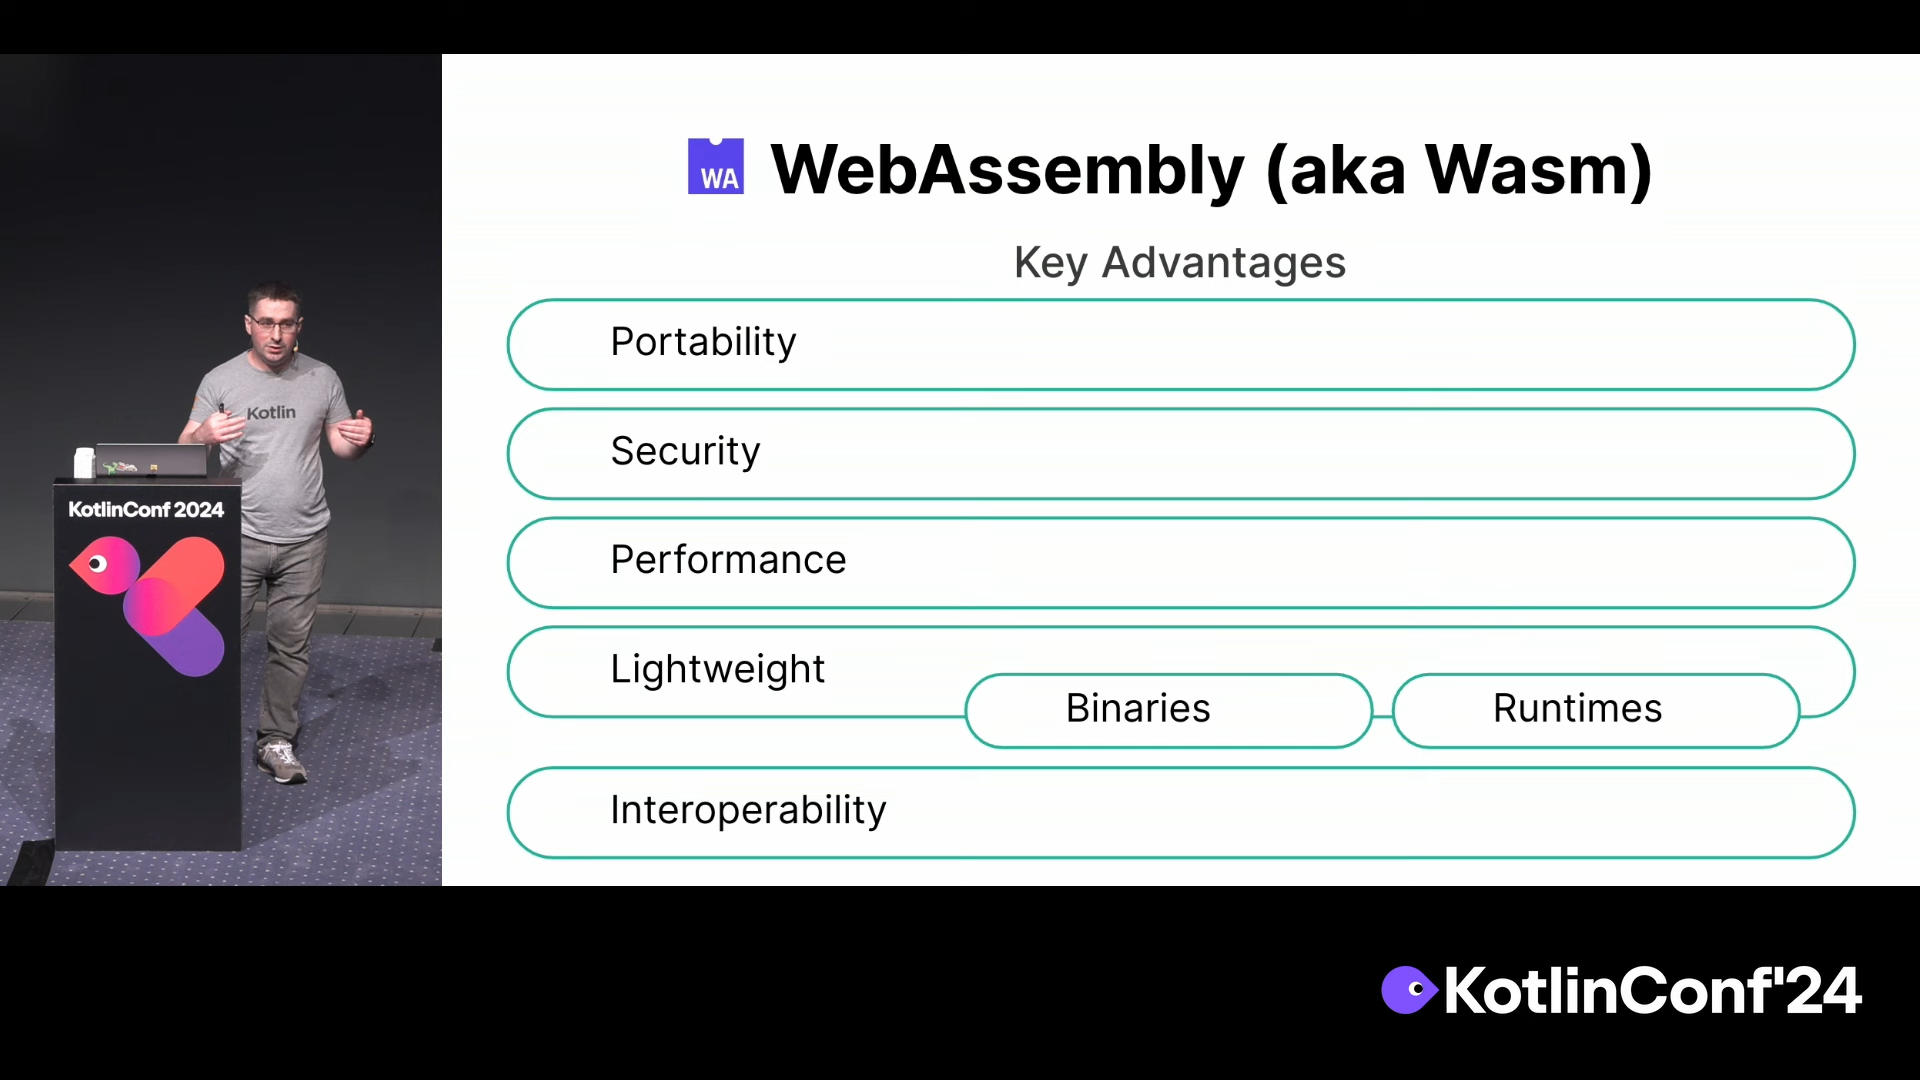 WA WebAssembly (aka Wasm)
Key Advantages
Portability
Security
Performance
Lightweight
Binaries
Runtimes
Interoperability
Kotlin
KotlinConf 2024
KotlinConf'24